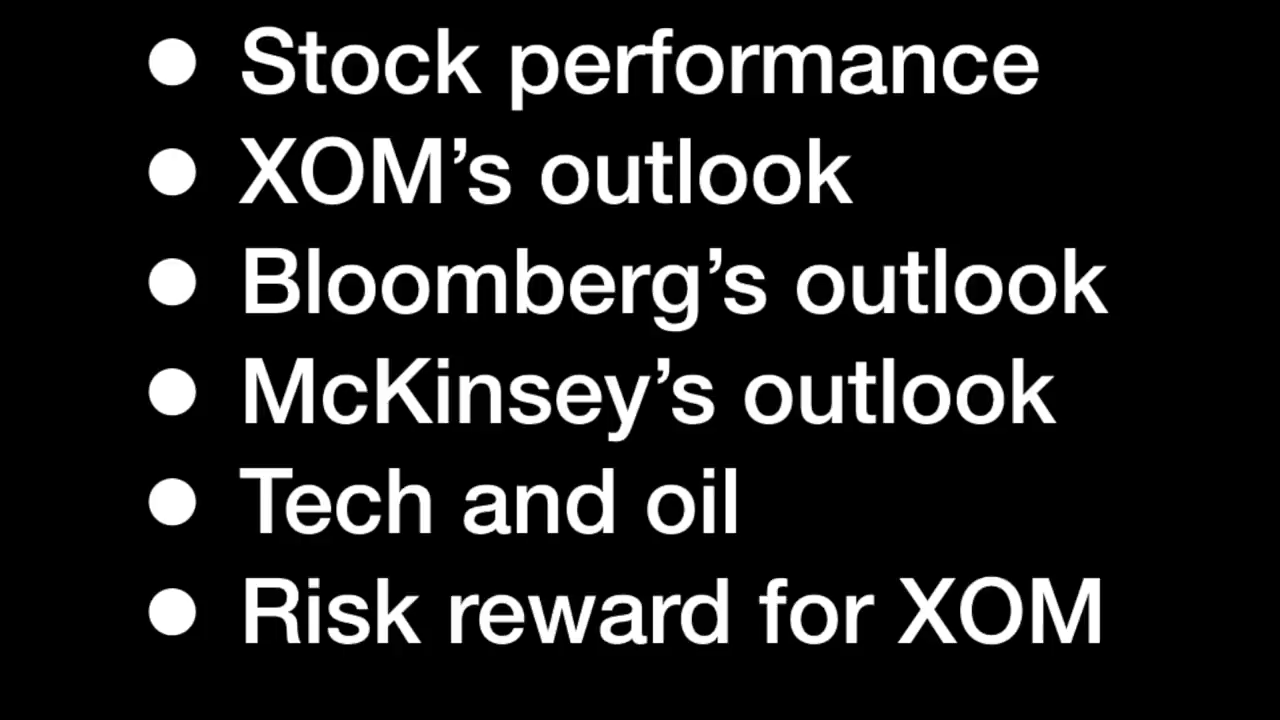 • Stock performance
• XOM’s outlook
• Bloomberg’s outlook
• McKinsey’s outlook
• Tech and oil
• Risk reward for XOM